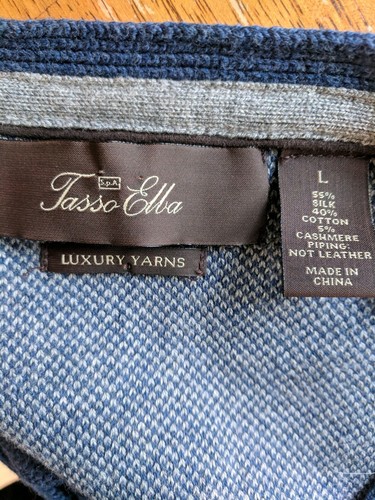 S.p.A.
Tasso Elba
LUXURY YARNS
L
55%
SILK
40%
COTTON
5%
CASHMERE
PIPING:
NOT LEATHER
MADE IN
CHINA